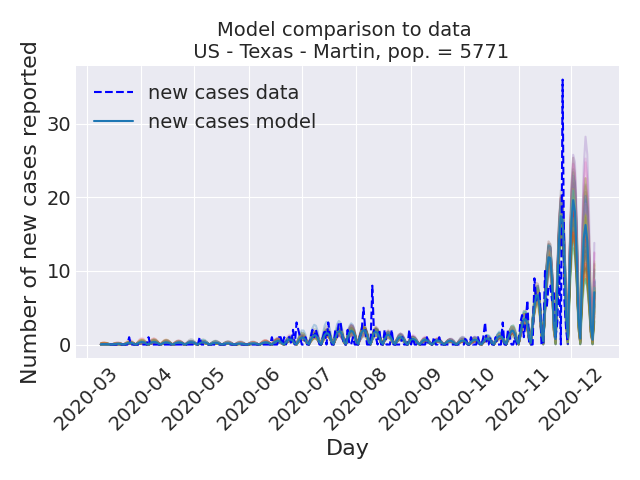 Model comparison to data
US - Texas - Martin, pop. = 5771
Number of new cases reported
new cases data
new cases model
30
20
10
0
2020-03
2020-04
2020-05
2020-06
2020-07
2020-08
2020-09
2020-10
2020-11
2020-12
Day